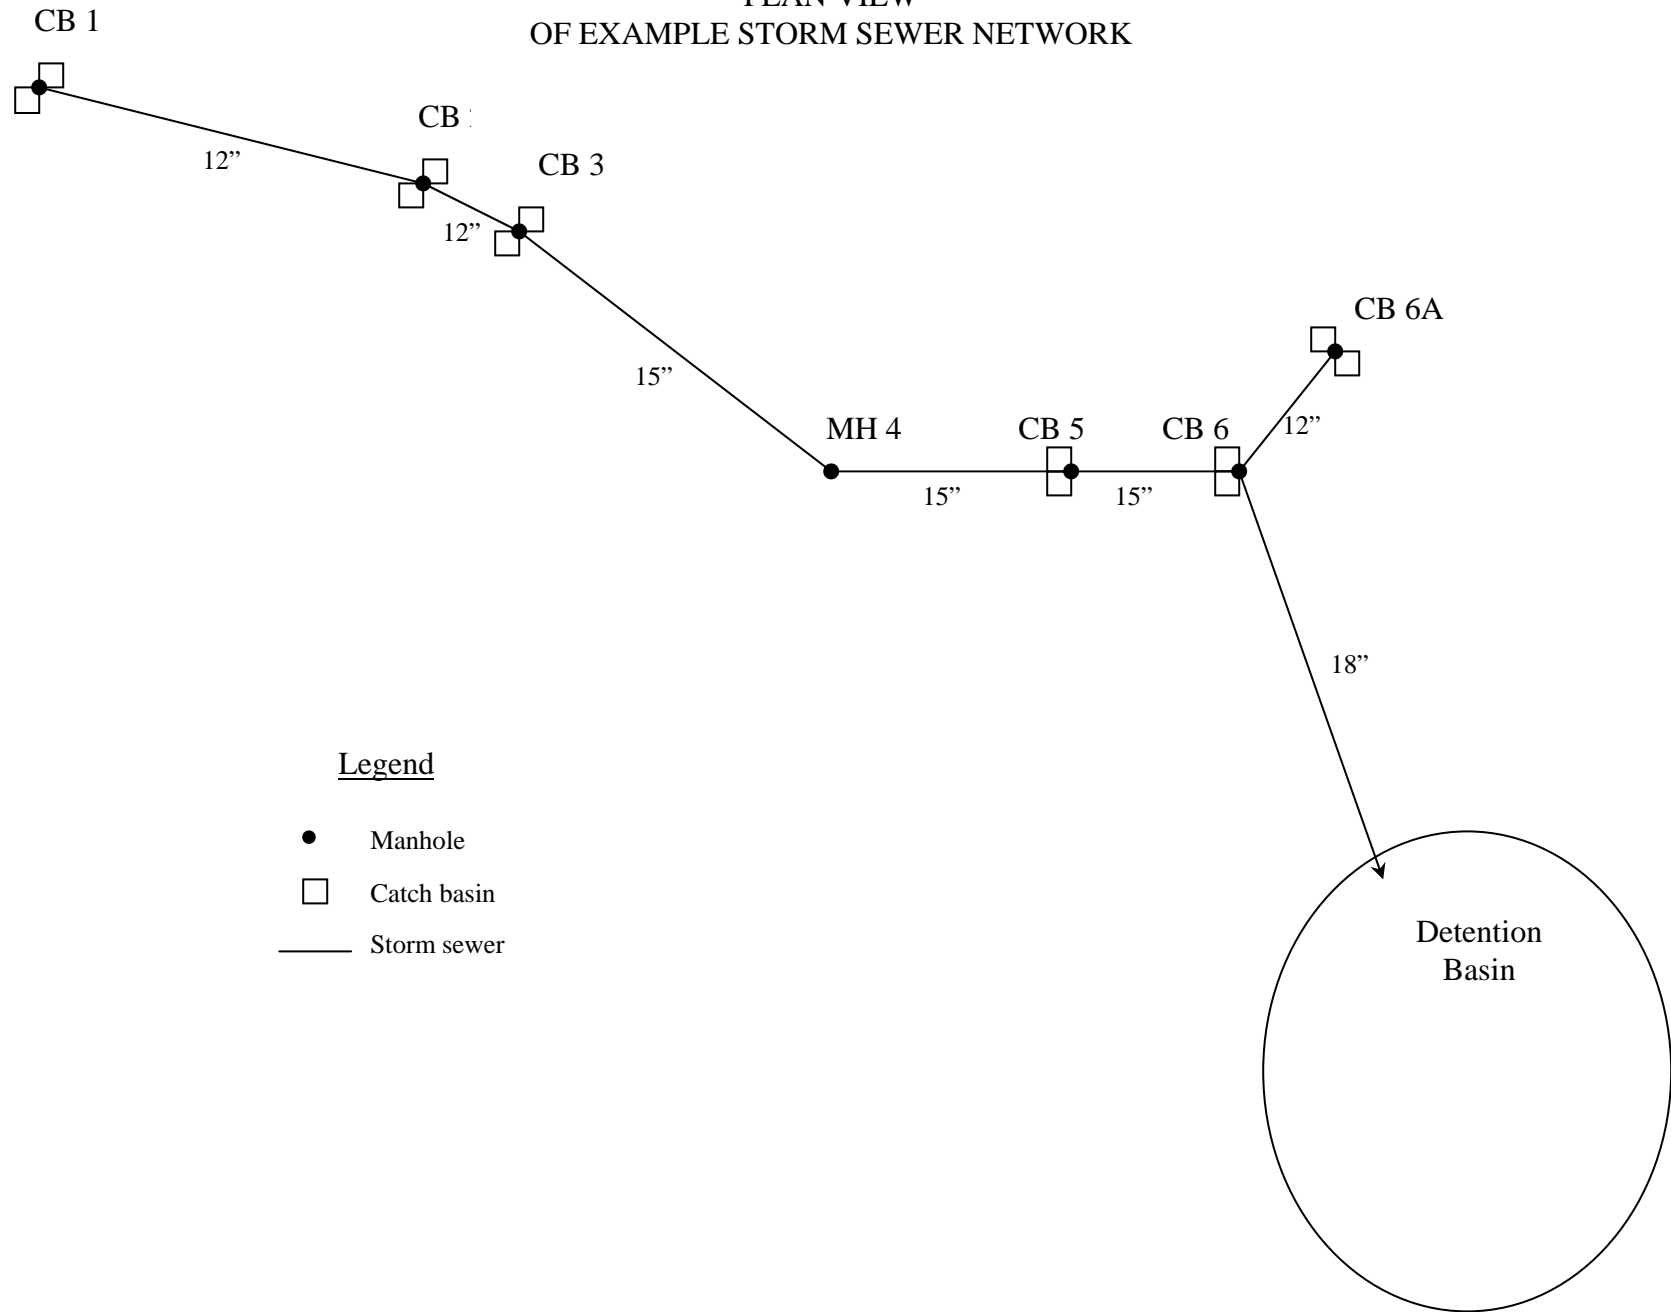 OF EXAMPLE STORM SEWER NETWORK
CB 1
CB
CB 3
12”
12”
15”
CB 6A
MH 4
CB 5
CB 6
12”
15”
15”
18”
Legend
Manhole
Catch basin
Storm sewer
Detention
Basin